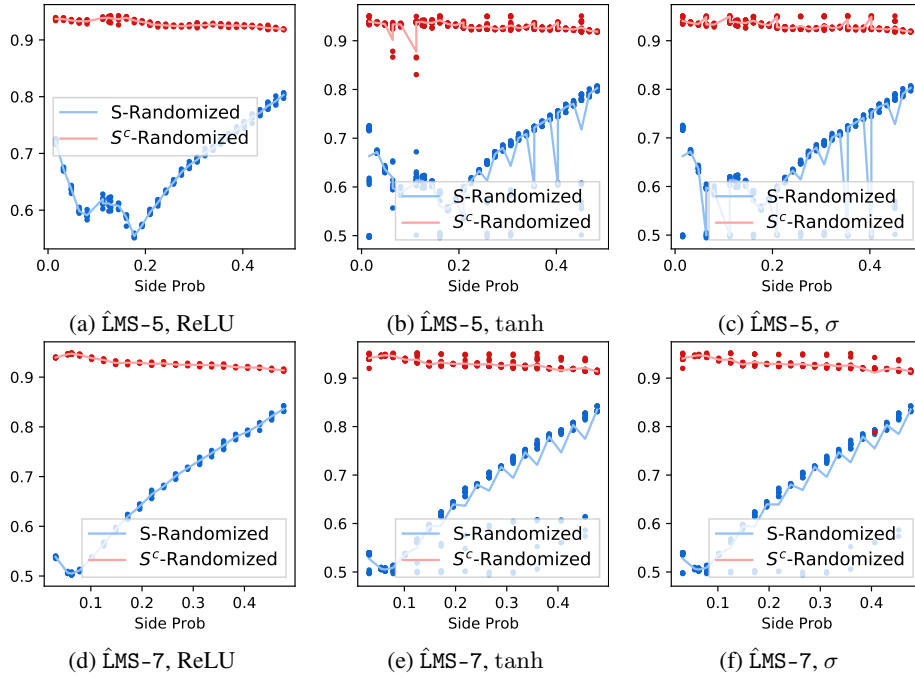 0.9
0.8
0.7
0.6
S-Randomized
S^c-Randomized
0.0 0.2 0.4
Side Prob
(a) L̂MS-5, ReLU
0.9
0.8
0.7
0.6
0.5
S-Randomized
S^c-Randomized
0.0 0.2 0.4
Side Prob
(b) L̂MS-5, tanh
0.9
0.8
0.7
0.6
0.5
S-Randomized
S^c-Randomized
0.0 0.2 0.4
Side Prob
(c) L̂MS-5, σ
0.9
0.8
0.7
0.6
0.5
S-Randomized
S^c-Randomized
0.1 0.2 0.3 0.4
Side Prob
(d) L̂MS-7, ReLU
0.9
0.8
0.7
0.6
0.5
S-Randomized
S^c-Randomized
0.1 0.2 0.3 0.4
Side Prob
(e) L̂MS-7, tanh
0.9
0.8
0.7
0.6
0.5
S-Randomized
S^c-Randomized
0.1 0.2 0.3 0.4
Side Prob
(f) L̂MS-7, σ